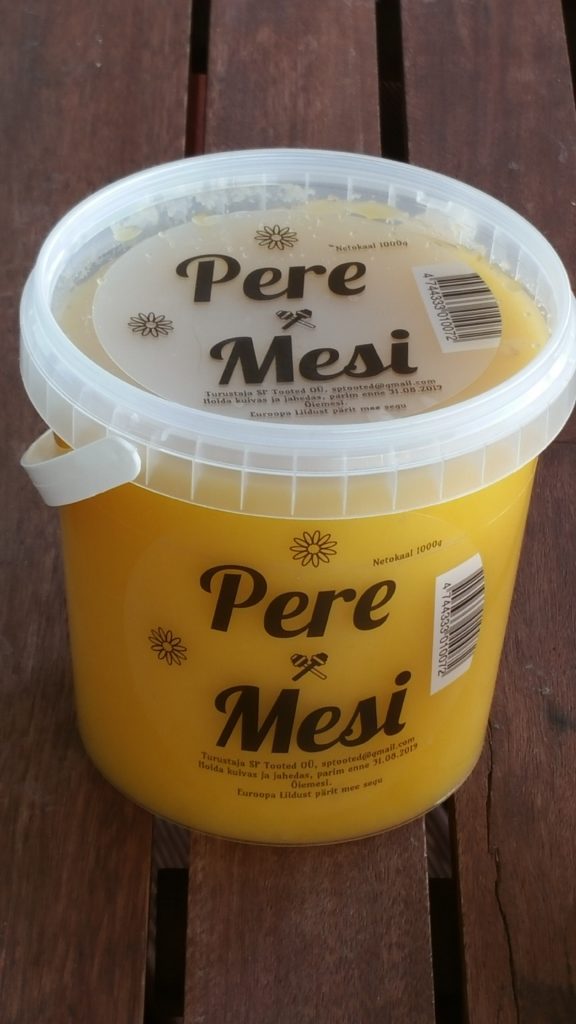 Netokaal 1000g
Pere
Mesi
4744333010072
Turustaja SF Tooted OÜ, sptooted@gmail.com
Hoida kuivas ja jahedas, parim enne 31.08.2019
Õiemesi.
Euroopa Liidust pärit mee segu
Netokaal 1000g
Pere
Mesi
4744333010072
Turustaja SF Tooted OÜ, sptooted@gmail.com
Hoida kuivas ja jahedas, parim enne 31.08.2019
Õiemesi.
Euroopa Liidust pärit mee segu